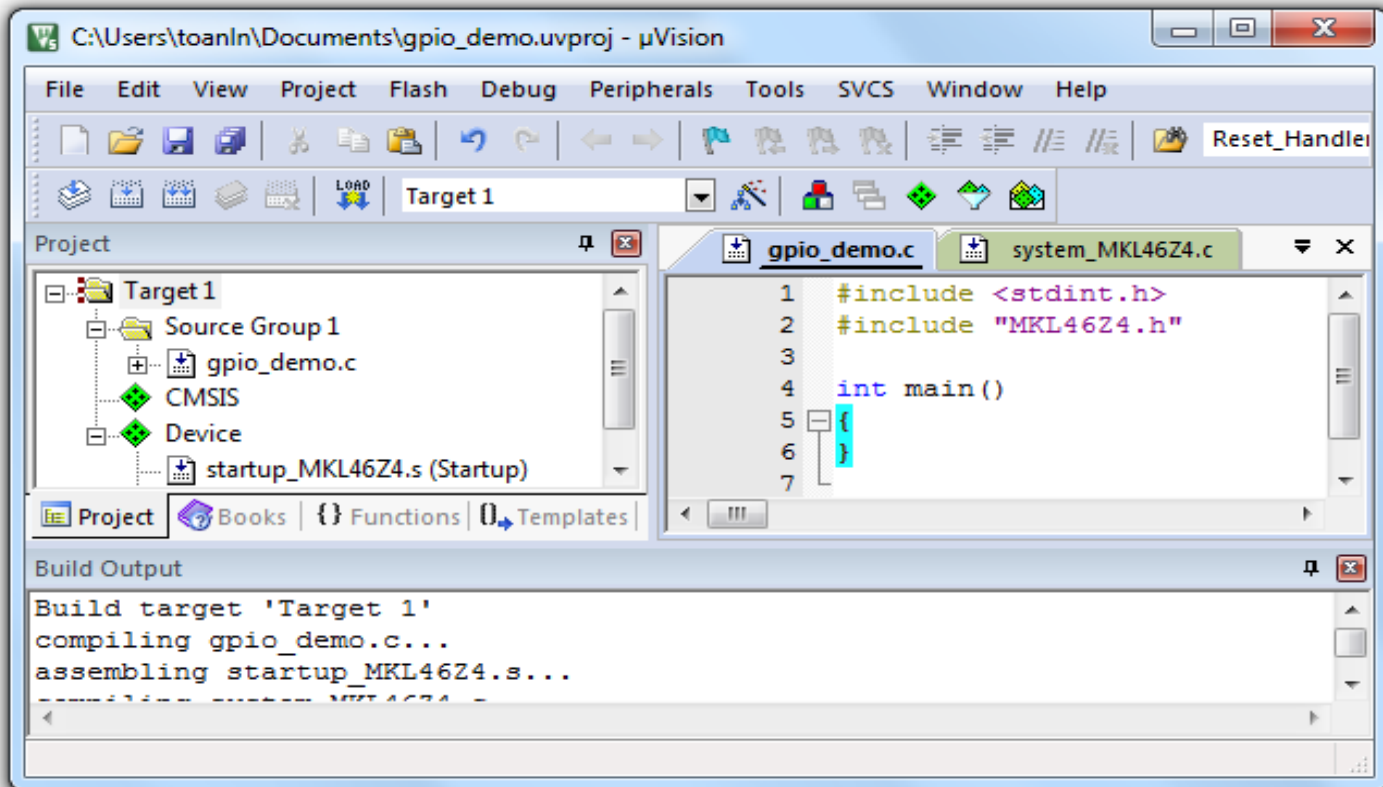 C:\Users\toanln\Documents\gpio_demo.uvproj - µVision
File Edit View Project Flash Debug Peripherals Tools SVCS Window Help
Reset_Handler
LOAD Target 1
Project
Target 1
Source Group 1
gpio_demo.c
CMSIS
Device
startup_MKL46Z4.s (Startup)
Project Books {} Functions Templates
gpio_demo.c system_MKL46Z4.c
1 #include <stdint.h>
2 #include "MKL46Z4.h"
3
4 int main()
5 {
6 }
7
Build Output
Build target 'Target 1'
compiling gpio_demo.c...
assembling startup_MKL46Z4.s...
compiling system_MKL46Z4.c